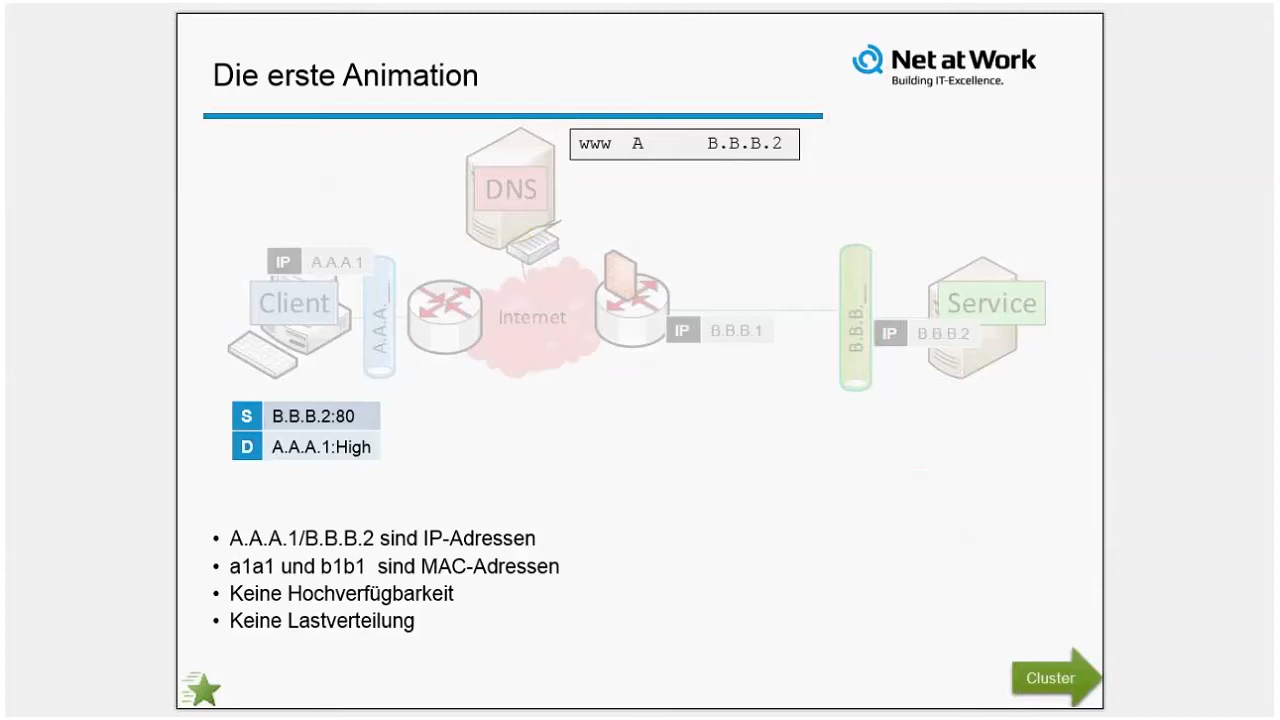 Die erste Animation
Net at Work
Building IT-Excellence.
www A B.B.B.2
DNS
IP A.A.A.1
Client
A.A.A.__
Internet
IP B.B.B.1
B.B.B.__
Service
IP B.B.B.2
S B.B.B.2:80
D A.A.A.1:High
• A.A.A.1/B.B.B.2 sind IP-Adressen
• a1a1 und b1b1 sind MAC-Adressen
• Keine Hochverfügbarkeit
• Keine Lastverteilung
Cluster